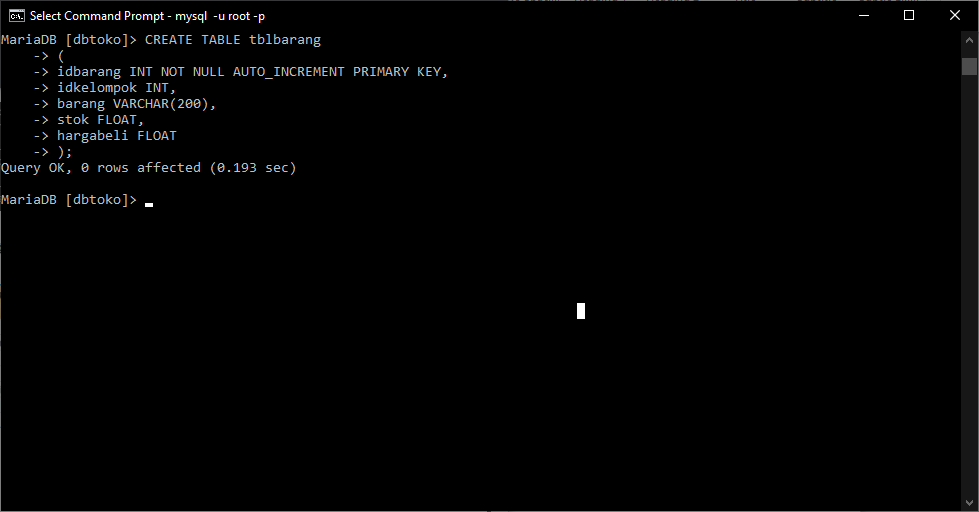 Select Command Prompt - mysql  -u root -p
MariaDB [dbtoko]> CREATE TABLE tblbarang
    -> (
    -> idbarang INT NOT NULL AUTO_INCREMENT PRIMARY KEY,
    -> idkelompok INT,
    -> barang VARCHAR(200),
    -> stok FLOAT,
    -> hargabeli FLOAT
    -> );
Query OK, 0 rows affected (0.193 sec)
MariaDB [dbtoko]>